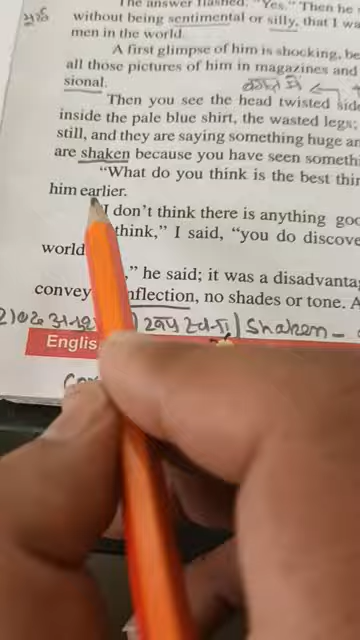 The answer flashed. "Yes." Then he
without being sentimental or silly, that I wa
men in the world.
A first glimpse of him is shocking, be
all those pictures of him in magazines and
sional.
Then you see the head twisted side
inside the pale blue shirt, the wasted legs;
still, and they are saying something huge an
are shaken because you have seen somethi
"What do you think is the best thin
him earlier.
I don't think there is anything goo
think," I said, "you do discove
world
," he said; it was a disadvanta
convey inflection, no shades or tone. A
Shaken –
Englis